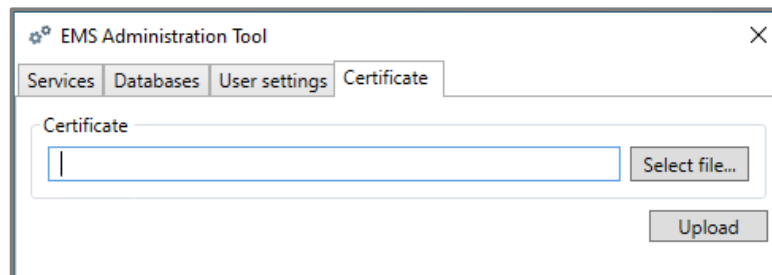 EMS Administration Tool
Services Databases User settings Certificate
Certificate
Select file...
Upload